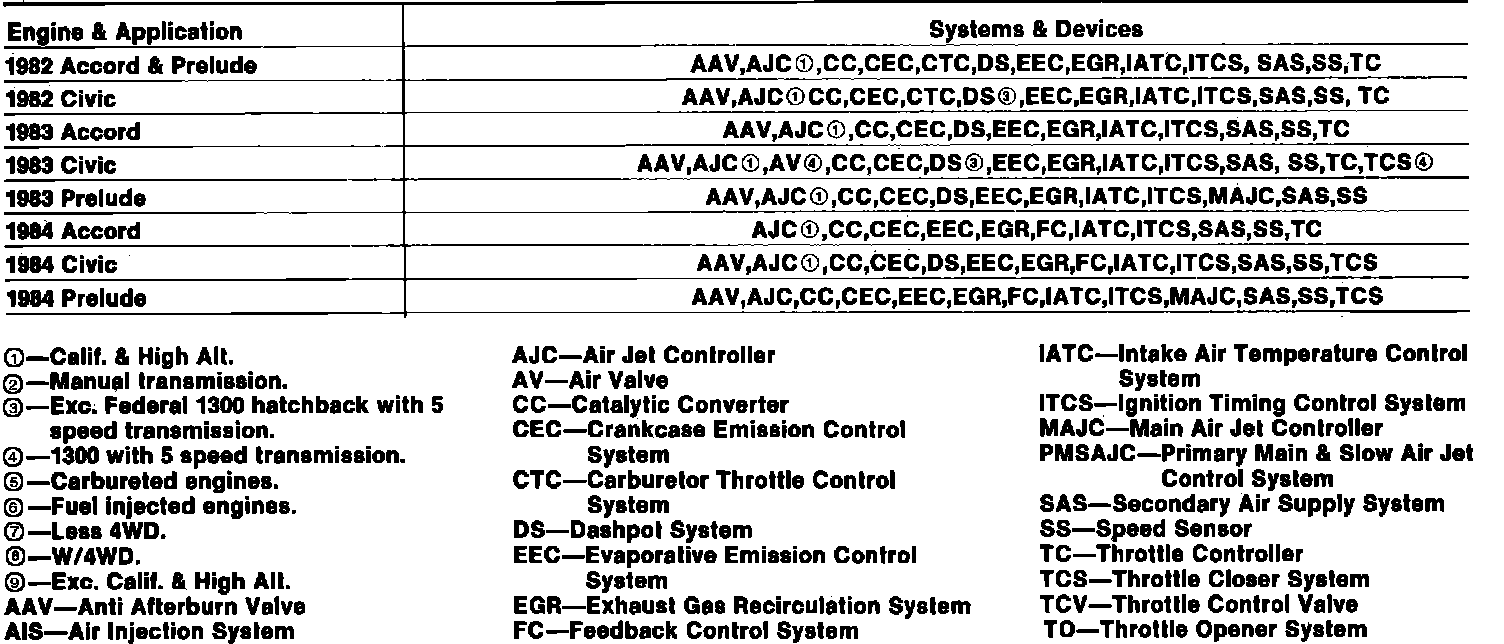 Engine & Application Systems & Devices
1982 Accord & Prelude AAV,AJC①,CC,CEC,CTC,DS,EEC,EGR,IATC,ITCS, SAS,SS,TC
1982 Civic AAV,AJC①CC,CEC,CTC,DS③,EEC,EGR,IATC,ITCS,SAS,SS, TC
1983 Accord AAV,AJC①,CC,CEC,DS,EEC,EGR,IATC,ITCS,SAS,SS,TC
1983 Civic AAV,AJC①,AV④,CC,CEC,DS③,EEC,EGR,IATC,ITCS,SAS, SS,TC,TCS④
1983 Prelude AAV,AJC①,CC,CEC,DS,EEC,EGR,IATC,ITCS,MAJC,SAS,SS
1984 Accord AJC①,CC,CEC,EEC,EGR,FC,IATC,ITCS,SAS,SS,TC
1984 Civic AAV,AJC①,CC,CEC,DS,EEC,EGR,FC,IATC,ITCS,SAS,SS,TCS
1984 Prelude AAV,AJC,CC,CEC,EEC,EGR,FC,IATC,ITCS,MAJC,SAS,SS,TCS
①—Calif. & High Alt.
②—Manual transmission.
③—Exc. Federal 1300 hatchback with 5
speed transmission.
④—1300 with 5 speed transmission.
⑤—Carbureted engines.
⑥—Fuel injected engines.
⑦—Less 4WD.
⑧—W/4WD.
⑨—Exc. Calif. & High Alt.
AAV—Anti Afterburn Valve
AIS—Air Injection System
AJC—Air Jet Controller
AV—Air Valve
CC—Catalytic Converter
CEC—Crankcase Emission Control
System
CTC—Carburetor Throttle Control
System
DS—Dashpot System
EEC—Evaporative Emission Control
System
EGR—Exhaust Gas Recirculation System
FC—Feedback Control System
IATC—Intake Air Temperature Control
System
ITCS—Ignition Timing Control System
MAJC—Main Air Jet Controller
PMSAJC—Primary Main & Slow Air Jet
Control System
SAS—Secondary Air Supply System
SS—Speed Sensor
TC—Throttle Controller
TCS—Throttle Closer System
TCV—Throttle Control Valve
TO—Throttle Opener System